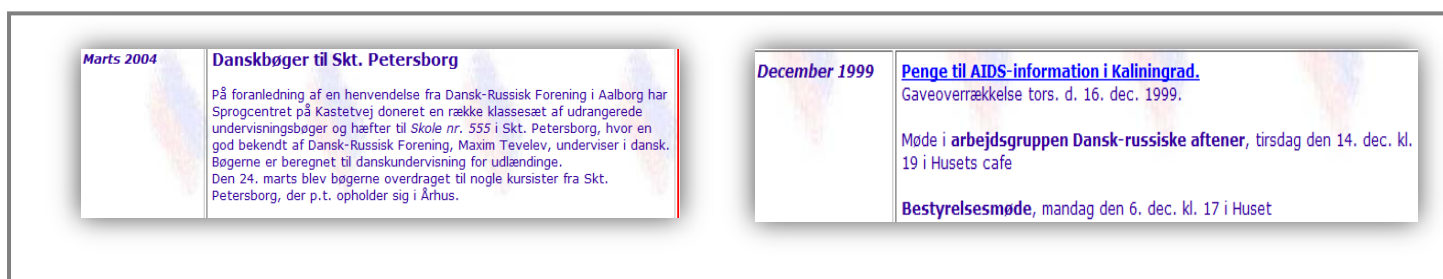 Marts 2004
Danskbøger til Skt. Petersborg
På foranledning af en henvendelse fra Dansk-Russisk Forening i Aalborg har
Sprogcentret på Kastetvej doneret en række klassesæt af udrangerede
undervisningsbøger og hæfter til Skole nr. 555 i Skt. Petersborg, hvor en
god bekendt af Dansk-Russisk Forening, Maxim Tevelev, underviser i dansk.
Bøgerne er beregnet til danskundervisning for udlændinge.
Den 24. marts blev bøgerne overdraget til nogle kursister fra Skt.
Petersborg, der p.t. opholder sig i Århus.
December 1999
Penge til AIDS-information i Kaliningrad.
Gaveoverrækkelse tors. d. 16. dec. 1999.
Møde i arbejdsgruppen Dansk-russiske aftener, tirsdag den 14. dec. kl.
19 i Husets cafe
Bestyrelsesmøde, mandag den 6. dec. kl. 17 i Huset